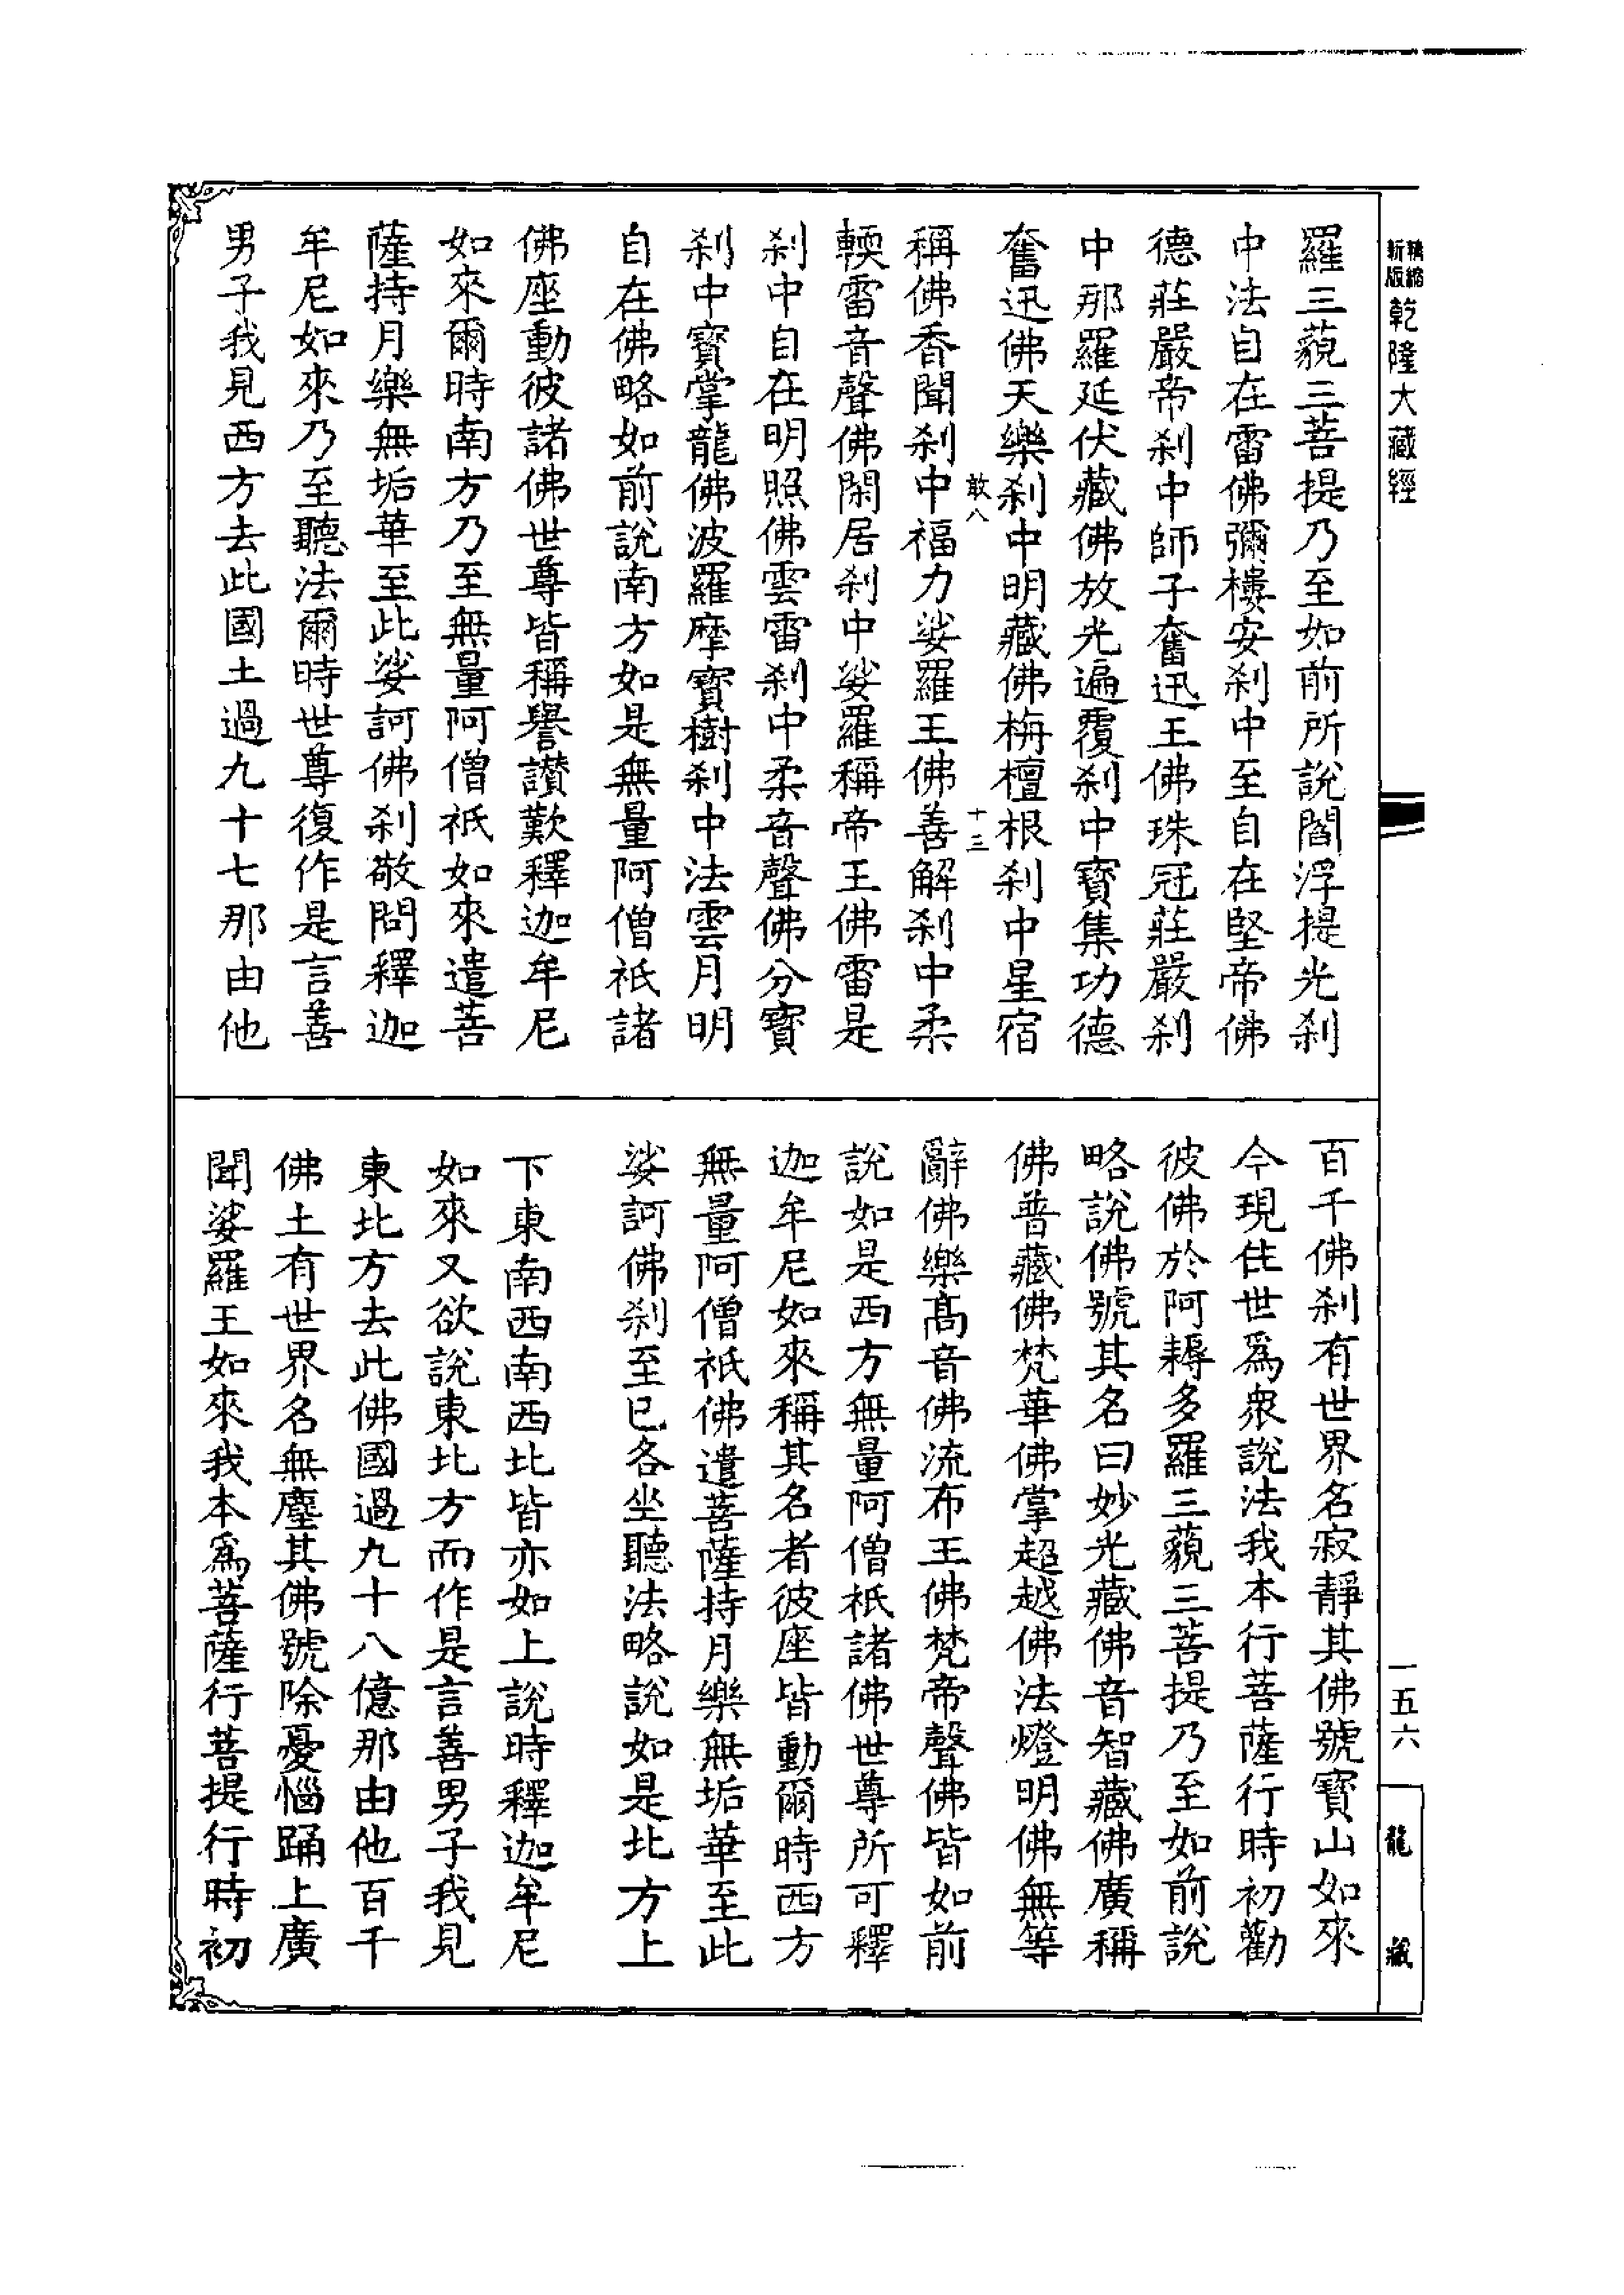 精縮新版乾隆大藏經
一五六
龍藏
羅三藐三菩提乃至如前所說閻浮提光刹
中法自在雷佛彌樓安刹中至自在堅帝佛
德莊嚴帝刹中師子奮迅王佛珠冠莊嚴刹
中那羅延伏藏佛放光遍覆刹中寶集功德
奮迅佛天樂刹中明藏佛栴檀根刹中星宿
敢八　十三
稱佛香聞刹中福力娑羅王佛善解刹中柔
輭雷音聲佛閑居刹中娑羅稱帝王佛雷是
刹中自在明照佛雲雷刹中柔音聲佛分寶
刹中寶掌龍佛波羅摩寶樹刹中法雲月明
自在佛略如前說南方如是無量阿僧祇諸
佛座動彼諸佛世尊皆稱譽讚歎釋迦牟尼
如來爾時南方乃至無量阿僧祇如來遣菩
薩持月樂無垢華至此娑訶佛刹敬問釋迦
牟尼如來乃至聽法爾時世尊復作是言善
男子我見西方去此國土過九十七那由他
百千佛刹有世界名寂靜其佛號寶山如來
今現住世爲衆說法我本行菩薩行時初勸
彼佛於阿耨多羅三藐三菩提乃至如前說
略說佛號其名曰妙光藏佛音智藏佛廣稱
佛普藏佛梵華佛掌超越佛法燈明佛無等
辭佛樂高音佛流布王佛梵帝聲佛皆如前
說如是西方無量阿僧祇諸佛世尊所可釋
迦牟尼如來稱其名者彼座皆動爾時西方
無量阿僧祇佛遣菩薩持月樂無垢華至此
娑訶佛刹至已各坐聽法略說如是北方上
下東南西南西北皆亦如上說時釋迦牟尼
如來又欲說東北方而作是言善男子我見
東北方去此佛國過九十八億那由他百千
佛土有世界名無塵其佛號除憂惱踊上廣
聞娑羅王如來我本爲菩薩行菩提行時初